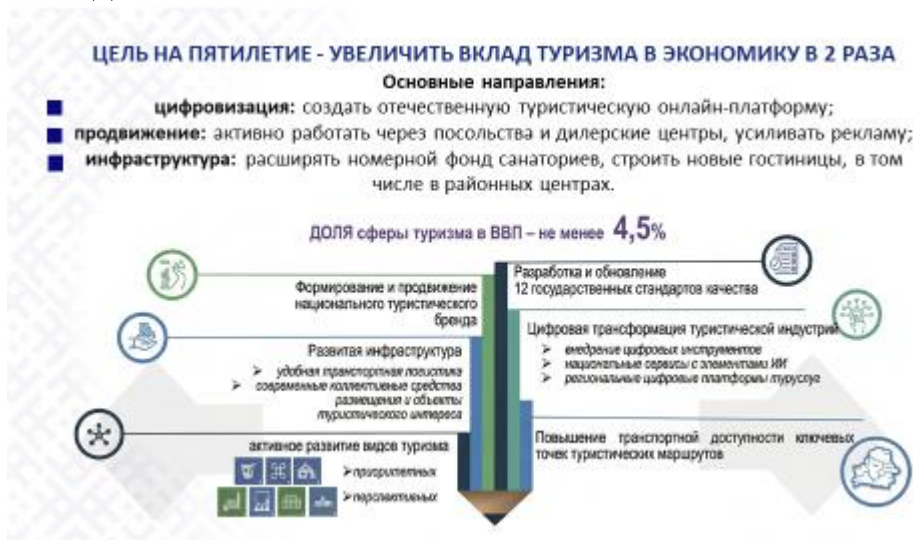 ЦЕЛЬ НА ПЯТИЛЕТИЕ - УВЕЛИЧИТЬ ВКЛАД ТУРИЗМА В ЭКОНОМИКУ В 2 РАЗА
Основные направления:
цифровизация: создать отечественную туристическую онлайн-платформу;
продвижение: активно работать через посольства и дилерские центры, усиливать рекламу;
инфраструктура: расширять номерной фонд санаториев, строить новые гостиницы, в том
числе в районных центрах.
ДОЛЯ сферы туризма в ВВП – не менее 4,5%
Формирование и продвижение
национального туристического
бренда
Развитая инфраструктура
удобная транспортная логистика
современные коллективные средства
размещения и объекты
туристического интереса
активное развитие видов туризма
приоритетных
перспективных
Разработка и обновление
12 государственных стандартов качества
Цифровая трансформация туристической индустрии
внедрение цифровых инструментов
национальные сервисы с элементами ИИ
региональные цифровые платформы туруслуг
Повышение транспортной доступности ключевых
точек туристических маршрутов